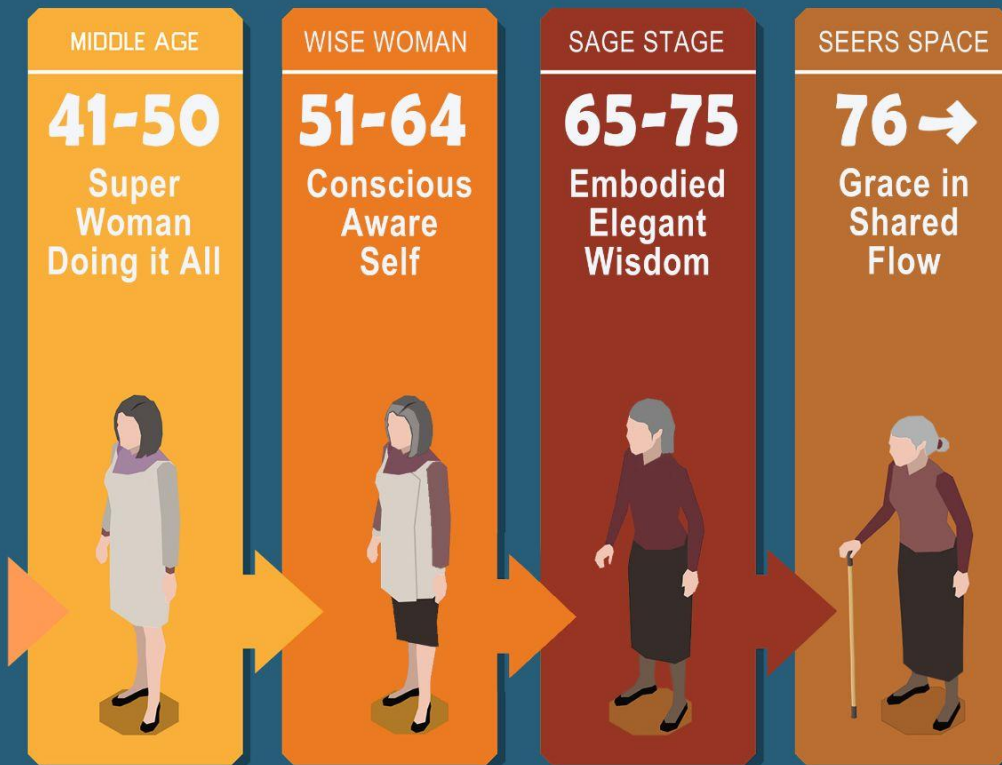 MIDDLE AGE
41-50
Super
Woman
Doing it All
WISE WOMAN
51-64
Conscious
Aware
Self
SAGE STAGE
65-75
Embodied
Elegant
Wisdom
SEERS SPACE
76 →
Grace in
Shared
Flow